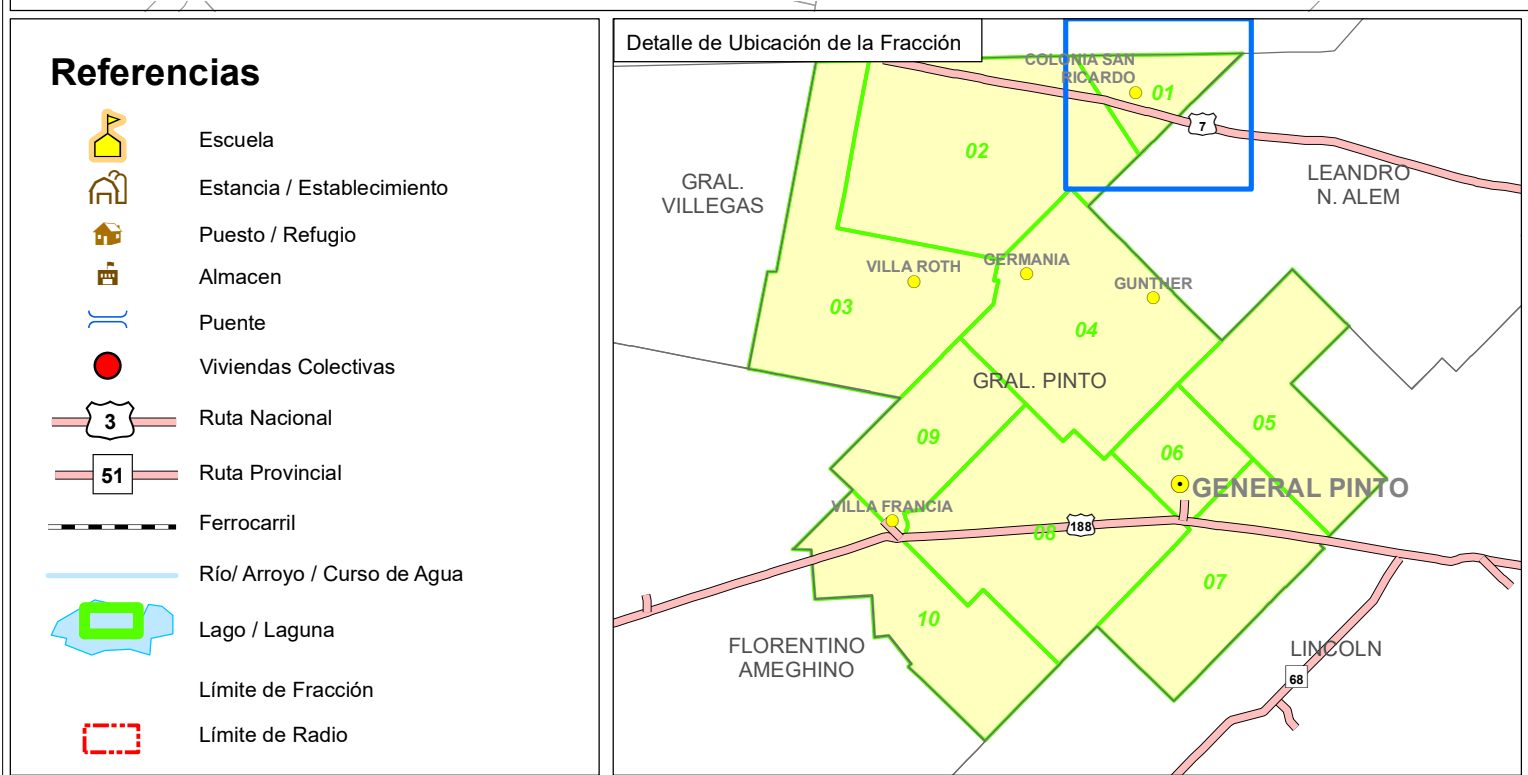 Referencias
Escuela
Estancia / Establecimiento
Puesto / Refugio
Almacen
Puente
Viviendas Colectivas
3
Ruta Nacional
51
Ruta Provincial
Ferrocarril
Río/ Arroyo / Curso de Agua
Lago / Laguna
Límite de Fracción
Límite de Radio
Detalle de Ubicación de la Fracción
COLONIA SAN
RICARDO
01
7
02
GRAL.
VILLEGAS
LEANDRO
N. ALEM
VILLA ROTH
GERMANIA
GUNTHER
03
04
GRAL. PINTO
09
05
06
GENERAL PINTO
VILLA FRANCIA
188
08
07
10
FLORENTINO
AMEGHINO
LINCOLN
68